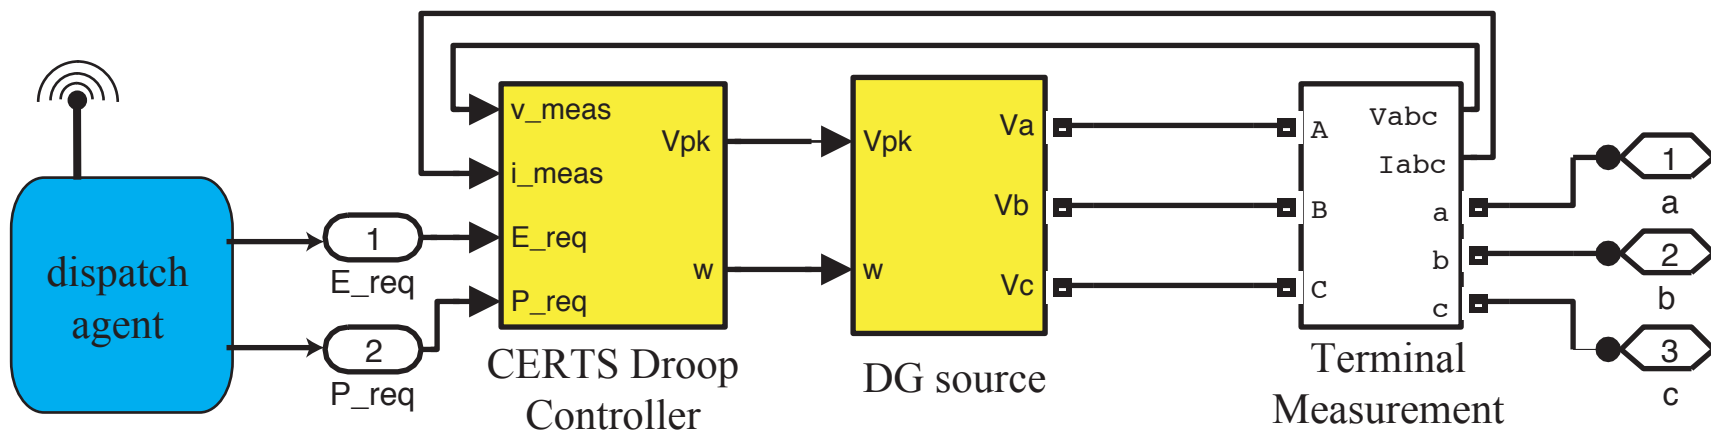 dispatch
agent
1
E_req
2
P_req
v_meas
i_meas
E_req
P_req
Vpk
w
CERTS Droop
Controller
Vpk
w
Va
Vb
Vc
DG source
A
B
C
Vabc
Iabc
a
b
c
Terminal
Measurement
1
a
2
b
3
c